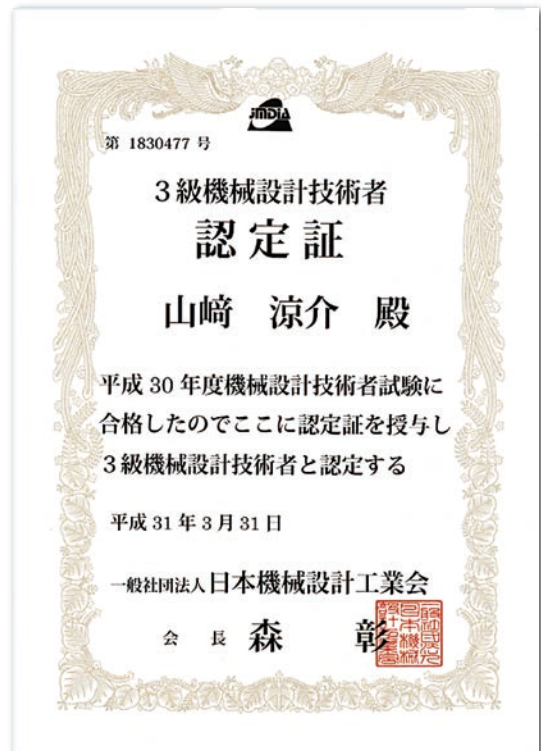 JMDiA
第 1830477 号
3級機械設計技術者
認定証
山﨑 涼介 殿
平成 30 年度機械設計技術者試験に
合格したのでここに認定証を授与し
3級機械設計技術者と認定する
平成 31 年 3 月 31 日
一般社団法人日本機械設計工業会
会 長 森 彰